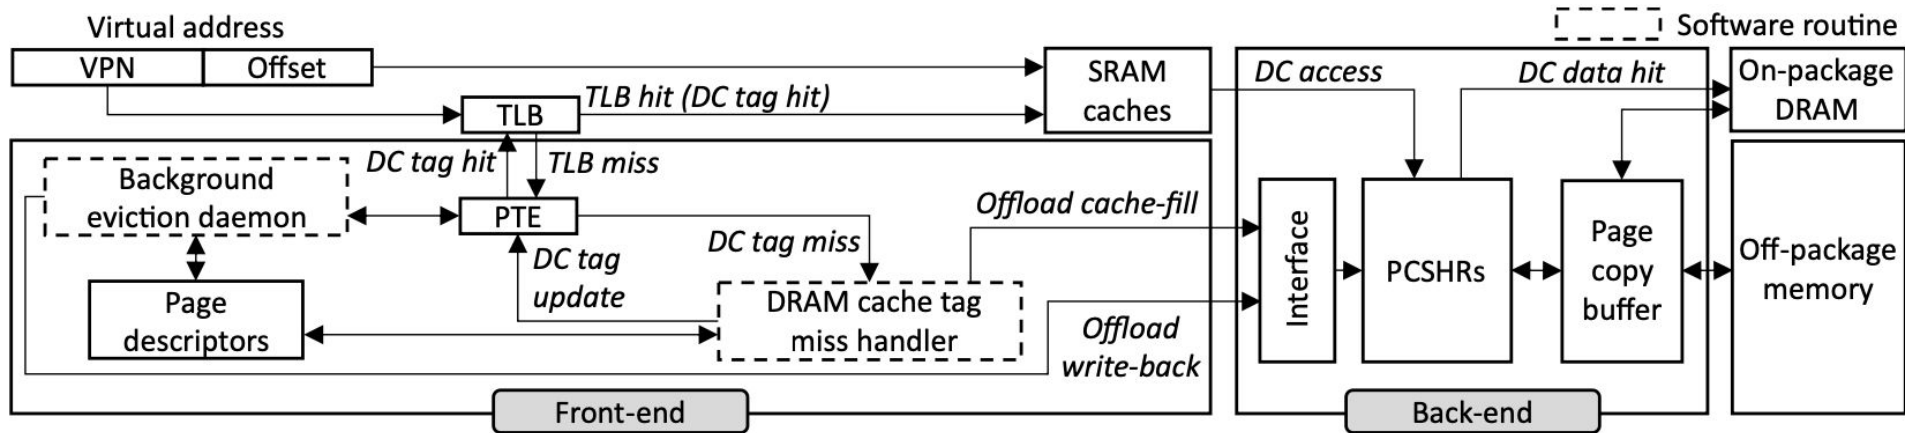 Virtual address
Software routine
VPN
Offset
SRAM
caches
DC access
DC data hit
On-package
DRAM
TLB
TLB hit (DC tag hit)
DC tag hit
TLB miss
Background
eviction daemon
PTE
DC tag miss
DC tag
update
Page
descriptors
DRAM cache tag
miss handler
Offload cache-fill
Offload
write-back
Interface
PCSHRs
Page
copy
buffer
Off-package
memory
Front-end
Back-end